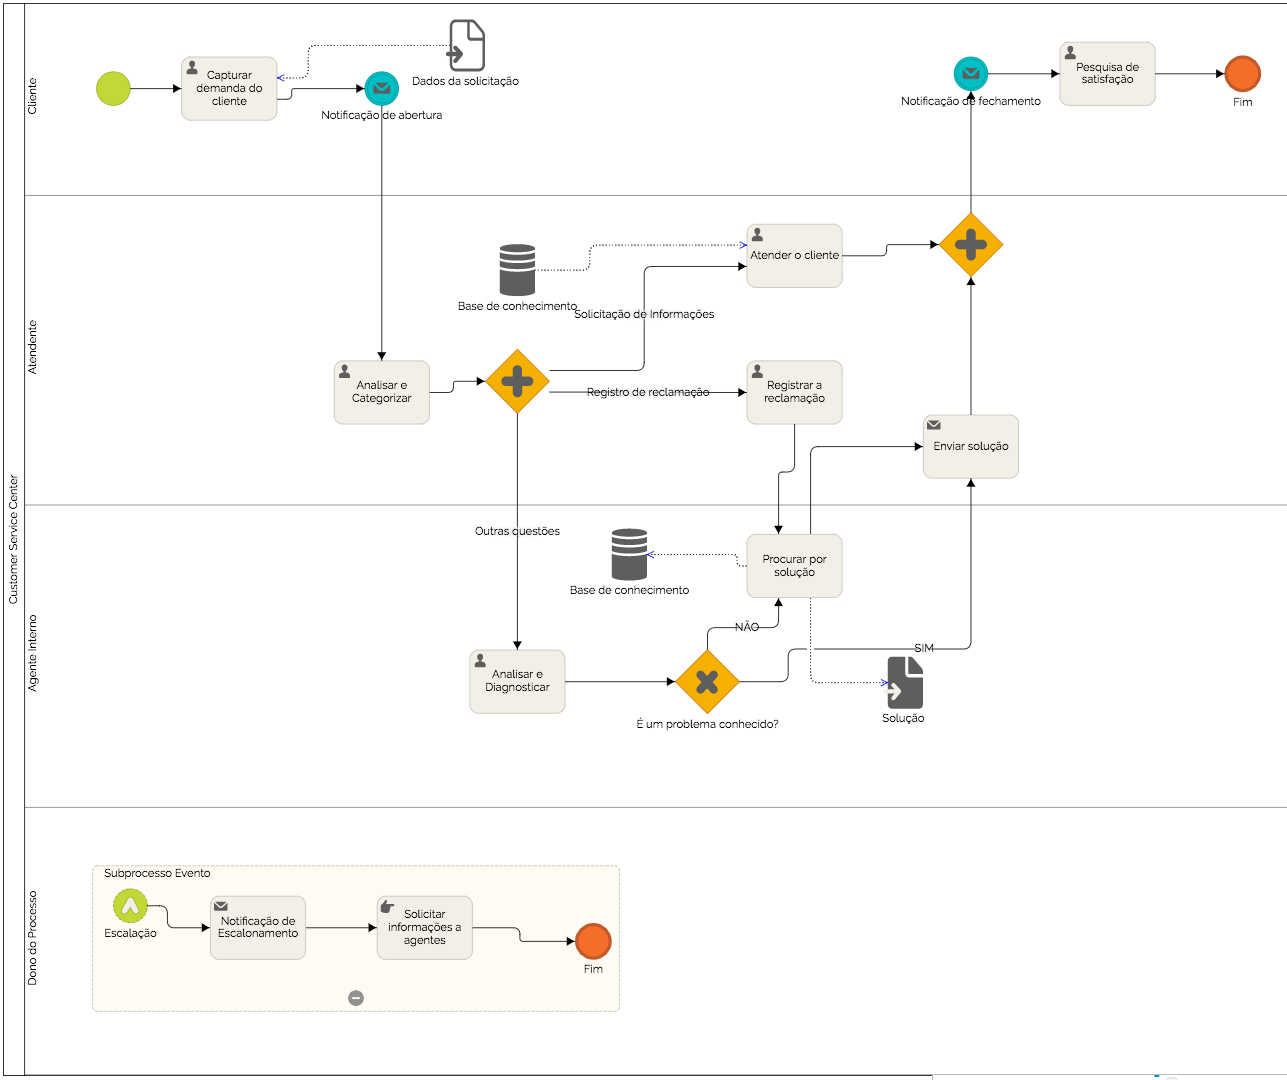 Customer Service Center
Cliente
Capturar
demanda do
cliente
Dados da solicitação
Notificação de abertura
Notificação de fechamento
Pesquisa de
satisfação
Fim
Atendente
Base de conhecimento
Solicitação de Informações
Atender o cliente
Analisar e
Categorizar
Registro de reclamação
Registrar a
reclamação
Enviar solução
Agente Interno
Outras questões
Base de conhecimento
Procurar por
solução
NÃO
SIM
Analisar e
Diagnosticar
É um problema conhecido?
Solução
Dono do Processo
Subprocesso Evento
Escalação
Notificação de
Escalonamento
Solicitar
informações a
agentes
Fim